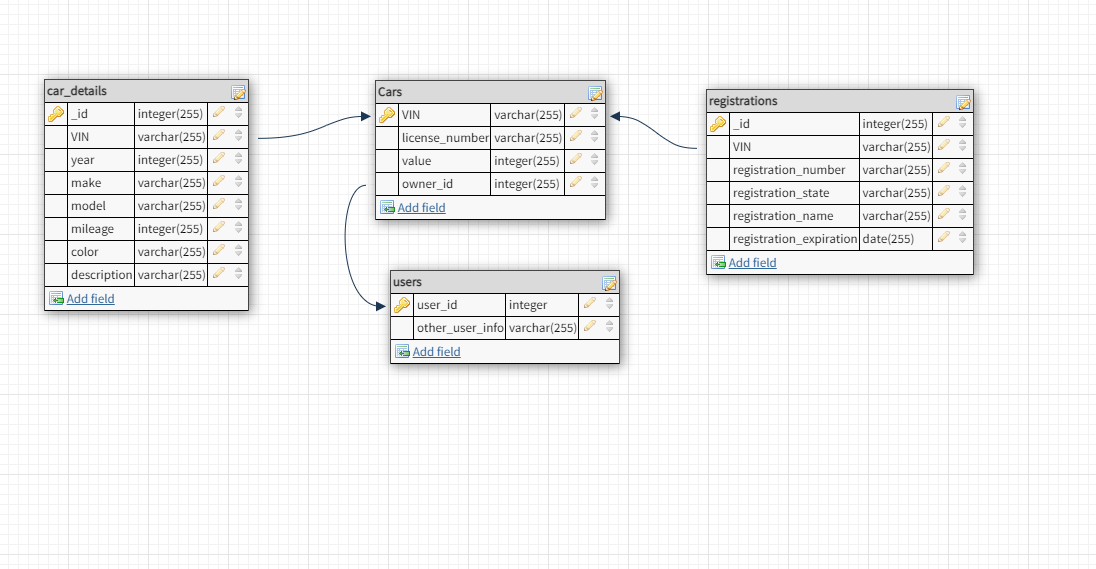 car_details
_id integer(255)
VIN varchar(255)
year integer(255)
make varchar(255)
model varchar(255)
mileage integer(255)
color varchar(255)
description varchar(255)
Add field
Cars
VIN varchar(255)
license_number varchar(255)
value integer(255)
owner_id integer(255)
Add field
registrations
_id integer(255)
VIN varchar(255)
registration_number varchar(255)
registration_state varchar(255)
registration_name varchar(255)
registration_expiration date(255)
Add field
users
user_id integer
other_user_info varchar(255)
Add field